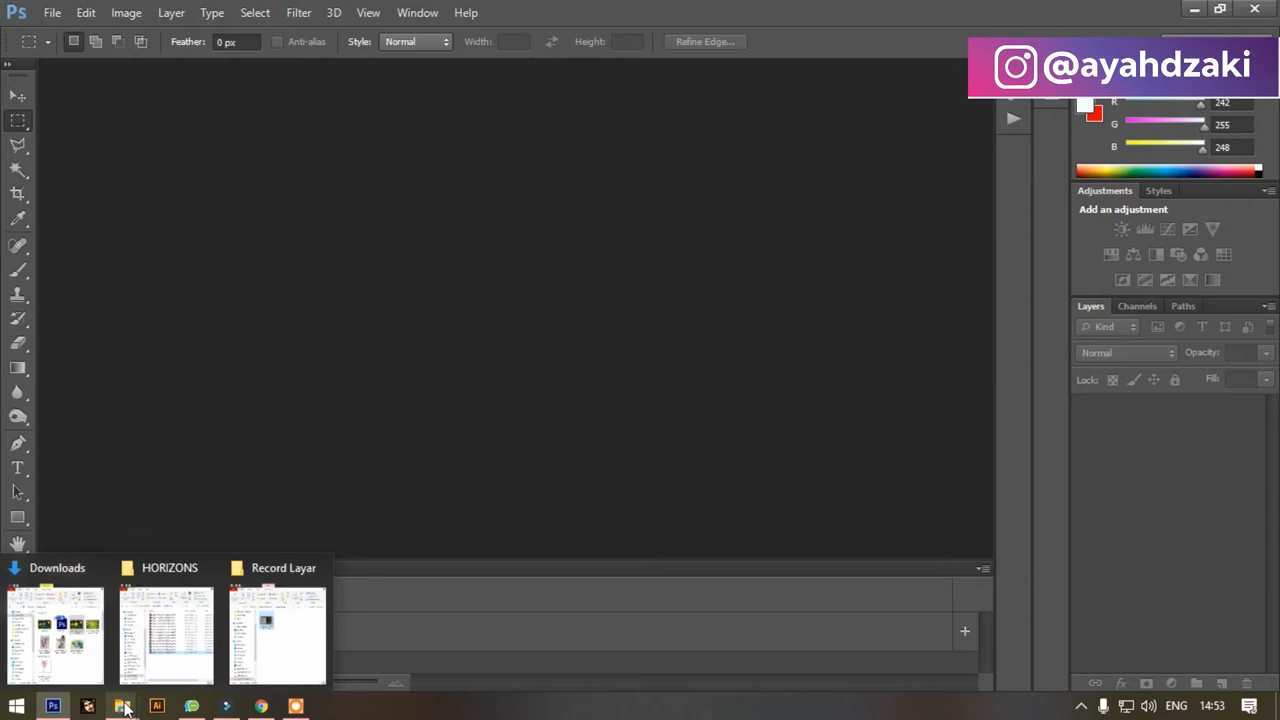 Ps File Edit Image Layer Type Select Filter 3D View Window Help
Feather: 0 px Anti-alias Style: Normal Width: Height: Refine Edge...
@ayahdzaki
R 242
G 255
B 248
Adjustments Styles
Add an adjustment
Layers Channels Paths
Kind
Normal Opacity:
Lock: Fill:
Downloads HORIZONS Record Layar
Ps Ai ENG 14:53